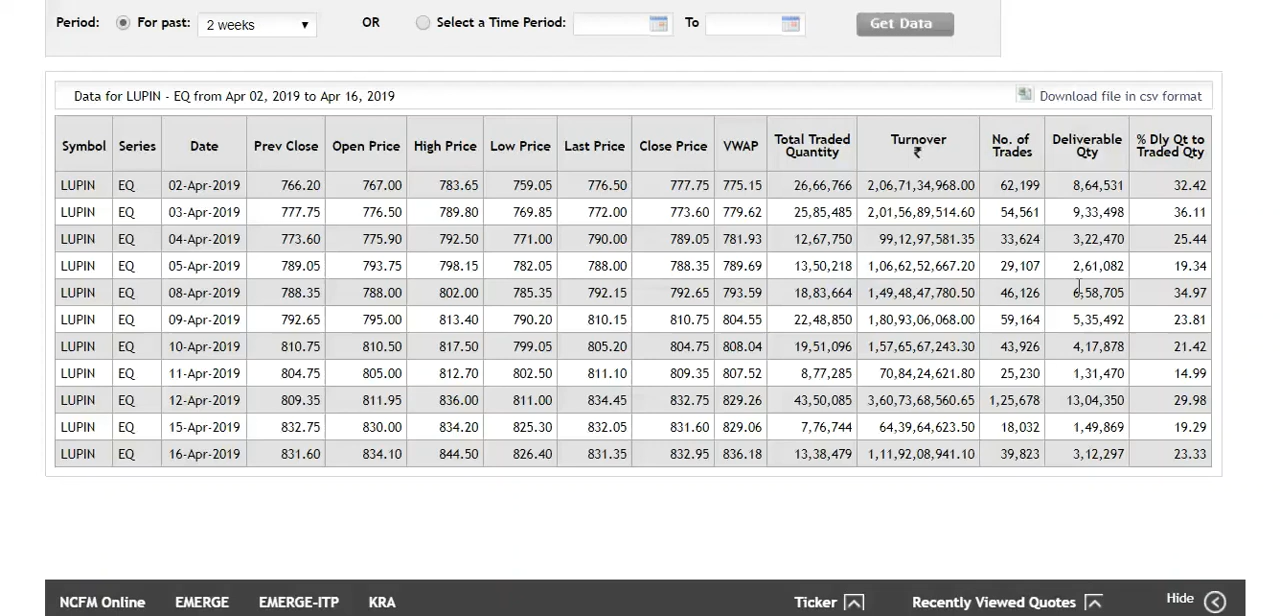 Period: For past: 2 weeks OR Select a Time Period: To Get Data
Data for LUPIN - EQ from Apr 02, 2019 to Apr 16, 2019 Download file in csv format
Symbol Series Date Prev Close Open Price High Price Low Price Last Price Close Price VWAP Total Traded Quantity Turnover ₹ No. of Trades Deliverable Qty % Dly Qt to Traded Qty
LUPIN EQ 02-Apr-2019 766.20 767.00 783.65 759.05 776.50 777.75 775.15 26,66,766 2,06,71,34,968.00 62,199 8,64,531 32.42
LUPIN EQ 03-Apr-2019 777.75 776.50 789.80 769.85 772.00 773.60 779.62 25,85,485 2,01,56,89,514.60 54,561 9,33,498 36.11
LUPIN EQ 04-Apr-2019 773.60 775.90 792.50 771.00 790.00 789.05 781.93 12,67,750 99,12,97,581.35 33,624 3,22,470 25.44
LUPIN EQ 05-Apr-2019 789.05 793.75 798.15 782.05 788.00 788.35 789.69 13,50,218 1,06,62,52,667.20 29,107 2,61,082 19.34
LUPIN EQ 08-Apr-2019 788.35 788.00 802.00 785.35 792.15 792.65 793.59 18,83,664 1,49,48,47,780.50 46,126 6,58,705 34.97
LUPIN EQ 09-Apr-2019 792.65 795.00 813.40 790.20 810.15 810.75 804.55 22,48,850 1,80,93,06,068.00 59,164 5,35,492 23.81
LUPIN EQ 10-Apr-2019 810.75 810.50 817.50 799.05 805.20 804.75 808.04 19,51,096 1,57,65,67,243.30 43,926 4,17,878 21.42
LUPIN EQ 11-Apr-2019 804.75 805.00 812.70 802.50 811.10 809.35 807.52 8,77,285 70,84,24,621.80 25,230 1,31,470 14.99
LUPIN EQ 12-Apr-2019 809.35 811.95 836.00 811.00 834.45 832.75 829.26 43,50,085 3,60,73,68,560.65 1,25,678 13,04,350 29.98
LUPIN EQ 15-Apr-2019 832.75 830.00 834.20 825.30 832.05 831.60 829.06 7,76,744 64,39,64,623.50 18,032 1,49,869 19.29
LUPIN EQ 16-Apr-2019 831.60 834.10 844.50 826.40 831.35 832.95 836.18 13,38,479 1,11,92,08,941.10 39,823 3,12,297 23.33
NCFM Online EMERGE EMERGE-ITP KRA Ticker Recently Viewed Quotes Hide